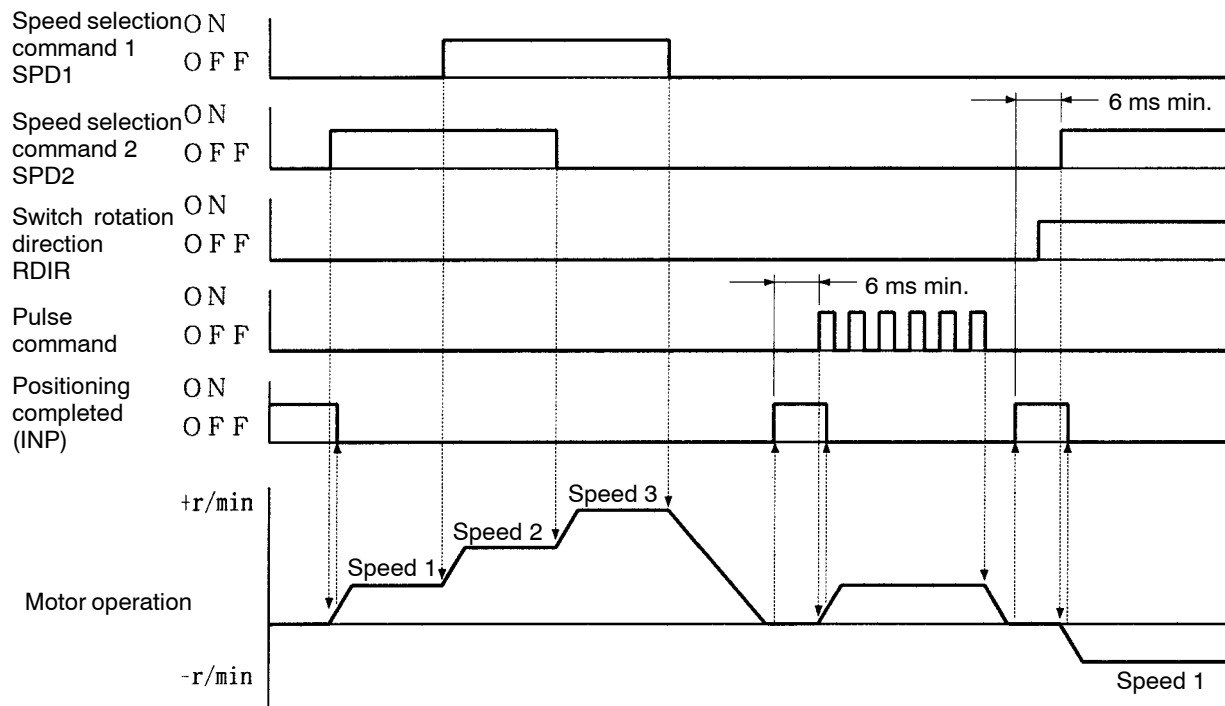 Speed selection ON
command 1 OFF
SPD1
6 ms min.
Speed selection ON
command 2 OFF
SPD2
Switch rotation ON
direction OFF
RDIR
6 ms min.
Pulse ON
command OFF
Positioning ON
completed OFF
(INP)
+r/min
Speed 3
Speed 2
Speed 1
Motor operation
-r/min
Speed 1